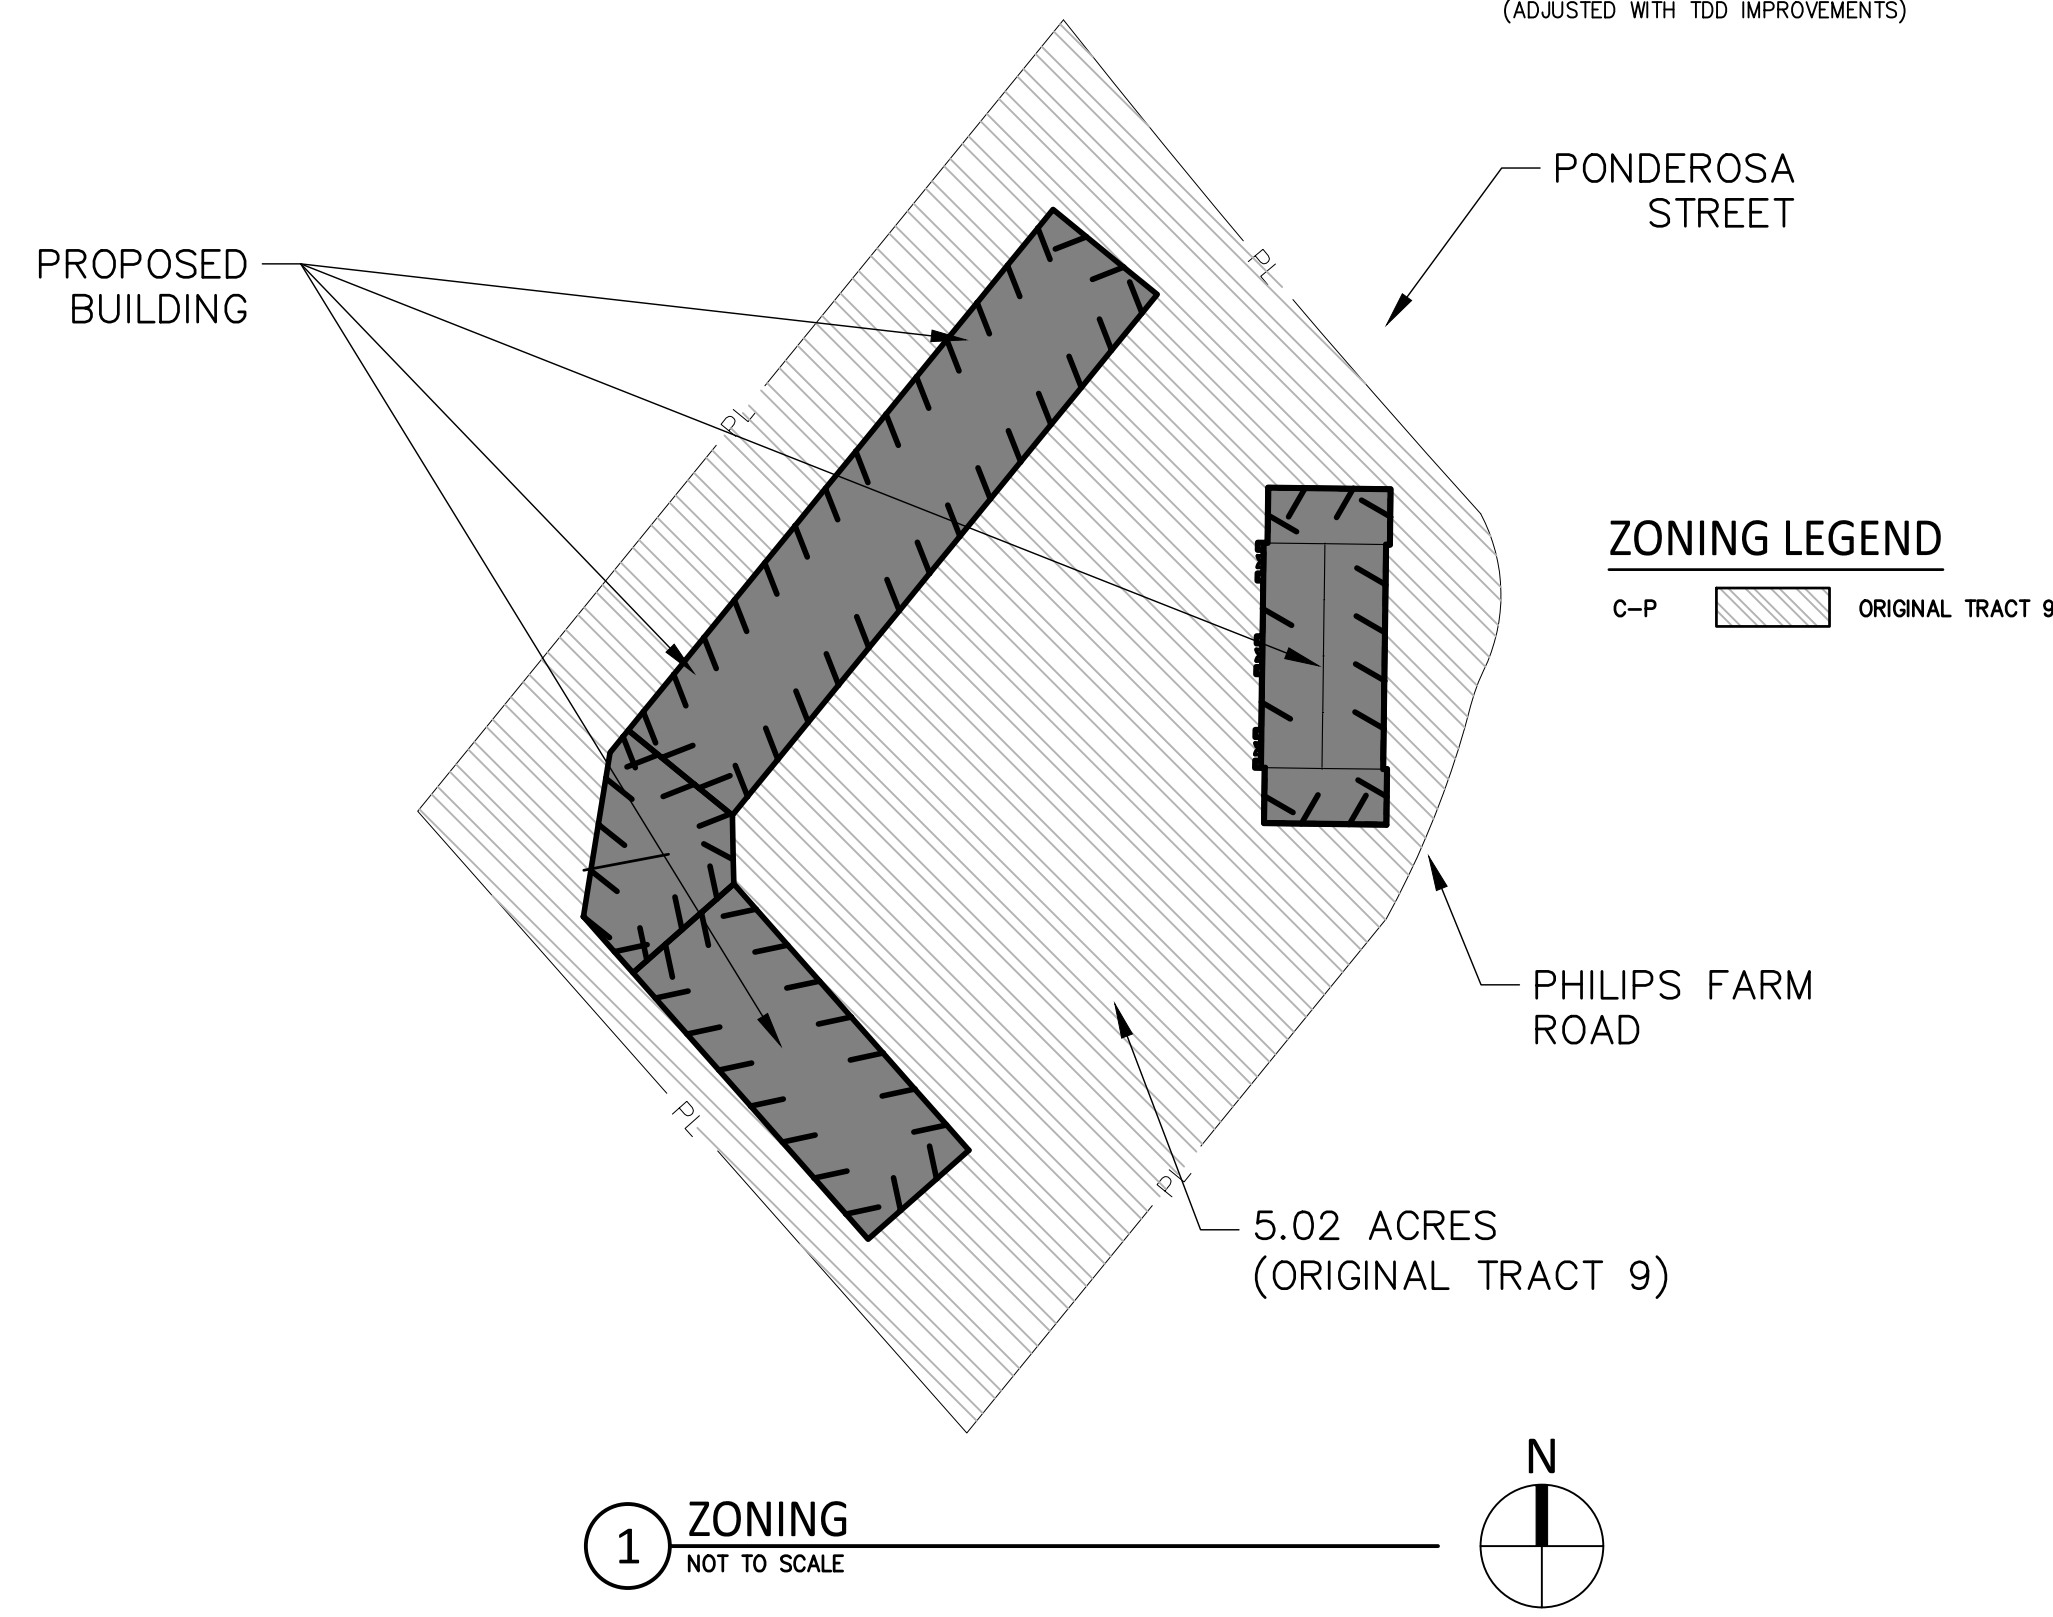 (ADJUSTED WITH TDD IMPROVEMENTS)
PONDEROSA
STREET
PROPOSED
BUILDING
PL
PL
ZONING LEGEND
C-P
ORIGINAL TRACT 9
PHILIPS FARM
ROAD
PL
PL
5.02 ACRES
(ORIGINAL TRACT 9)
N
1
ZONING
NOT TO SCALE